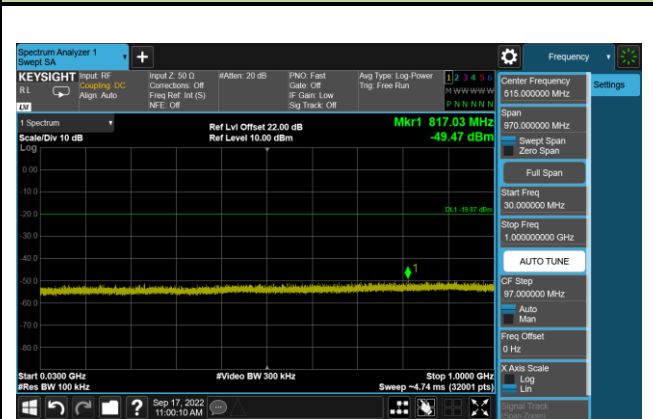 Spectrum Analyzer 1
Swept SA
Frequency
KEYSIGHT
RL
LXI
Input: RF
Coupling: DC
Align: Auto
Input Z: 50 Ω
Corrections: Off
Freq Ref: Int (S)
NFE: Off
#Atten: 20 dB
PNO: Fast
Gate: Off
IF Gain: Low
Sig Track: Off
Avg Type: Log-Power
Trig: Free Run
1 2 3 4 5 6
M W W W W W
P N N N N N
Center Frequency
515.000000 MHz
Settings
1 Spectrum
Scale/Div 10 dB
Log
Ref Lvl Offset 22.00 dB
Ref Level 10.00 dBm
Mkr1 817.03 MHz
-49.47 dBm
Span
970.000000 MHz
Swept Span
Zero Span
Full Span
Start Freq
30.000000 MHz
Stop Freq
1.000000000 GHz
AUTO TUNE
CF Step
97.000000 MHz
Auto
Man
Freq Offset
0 Hz
X Axis Scale
Log
Lin
Signal Track
(Span Zoom)
0.00
-10.0
-20.0
DL1 -19.87 dBm
-30.0
-40.0
1
-50.0
-60.0
-70.0
-80.0
Start 0.0300 GHz
#Res BW 100 kHz
#Video BW 300 kHz
Stop 1.0000 GHz
Sweep ~4.74 ms (32001 pts)
Sep 17, 2022
11:00:10 AM